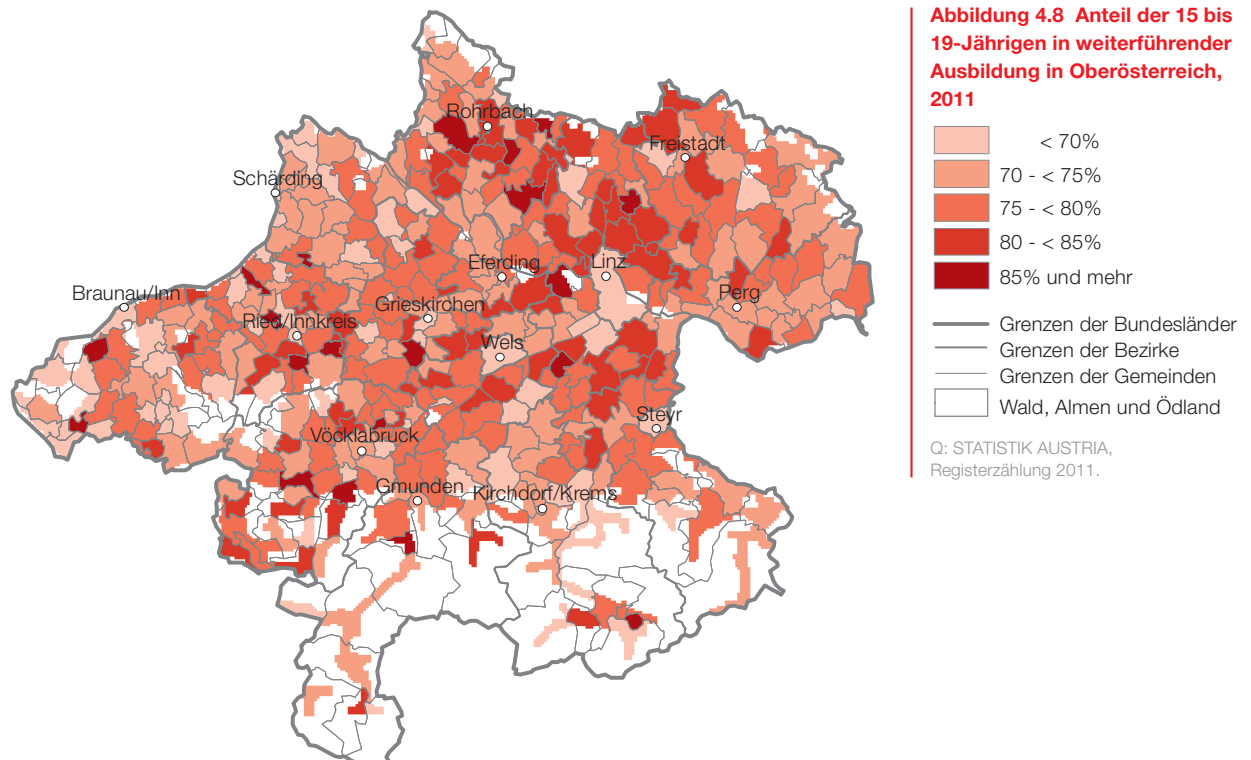 Abbildung 4.8 Anteil der 15 bis
19-Jährigen in weiterführender
Ausbildung in Oberösterreich,
2011
< 70%
70 - < 75%
75 - < 80%
80 - < 85%
85% und mehr
Grenzen der Bundesländer
Grenzen der Bezirke
Grenzen der Gemeinden
Wald, Almen und Ödland
Q: STATISTIK AUSTRIA,
Registerzählung 2011.
Rohrbach
Freistadt
Schärding
Eferding
Linz
Braunau/Inn
Grieskirchen
Perg
Ried/Innkreis
Wels
Steyr
Vöcklabruck
Gmunden
Kirchdorf/Krems